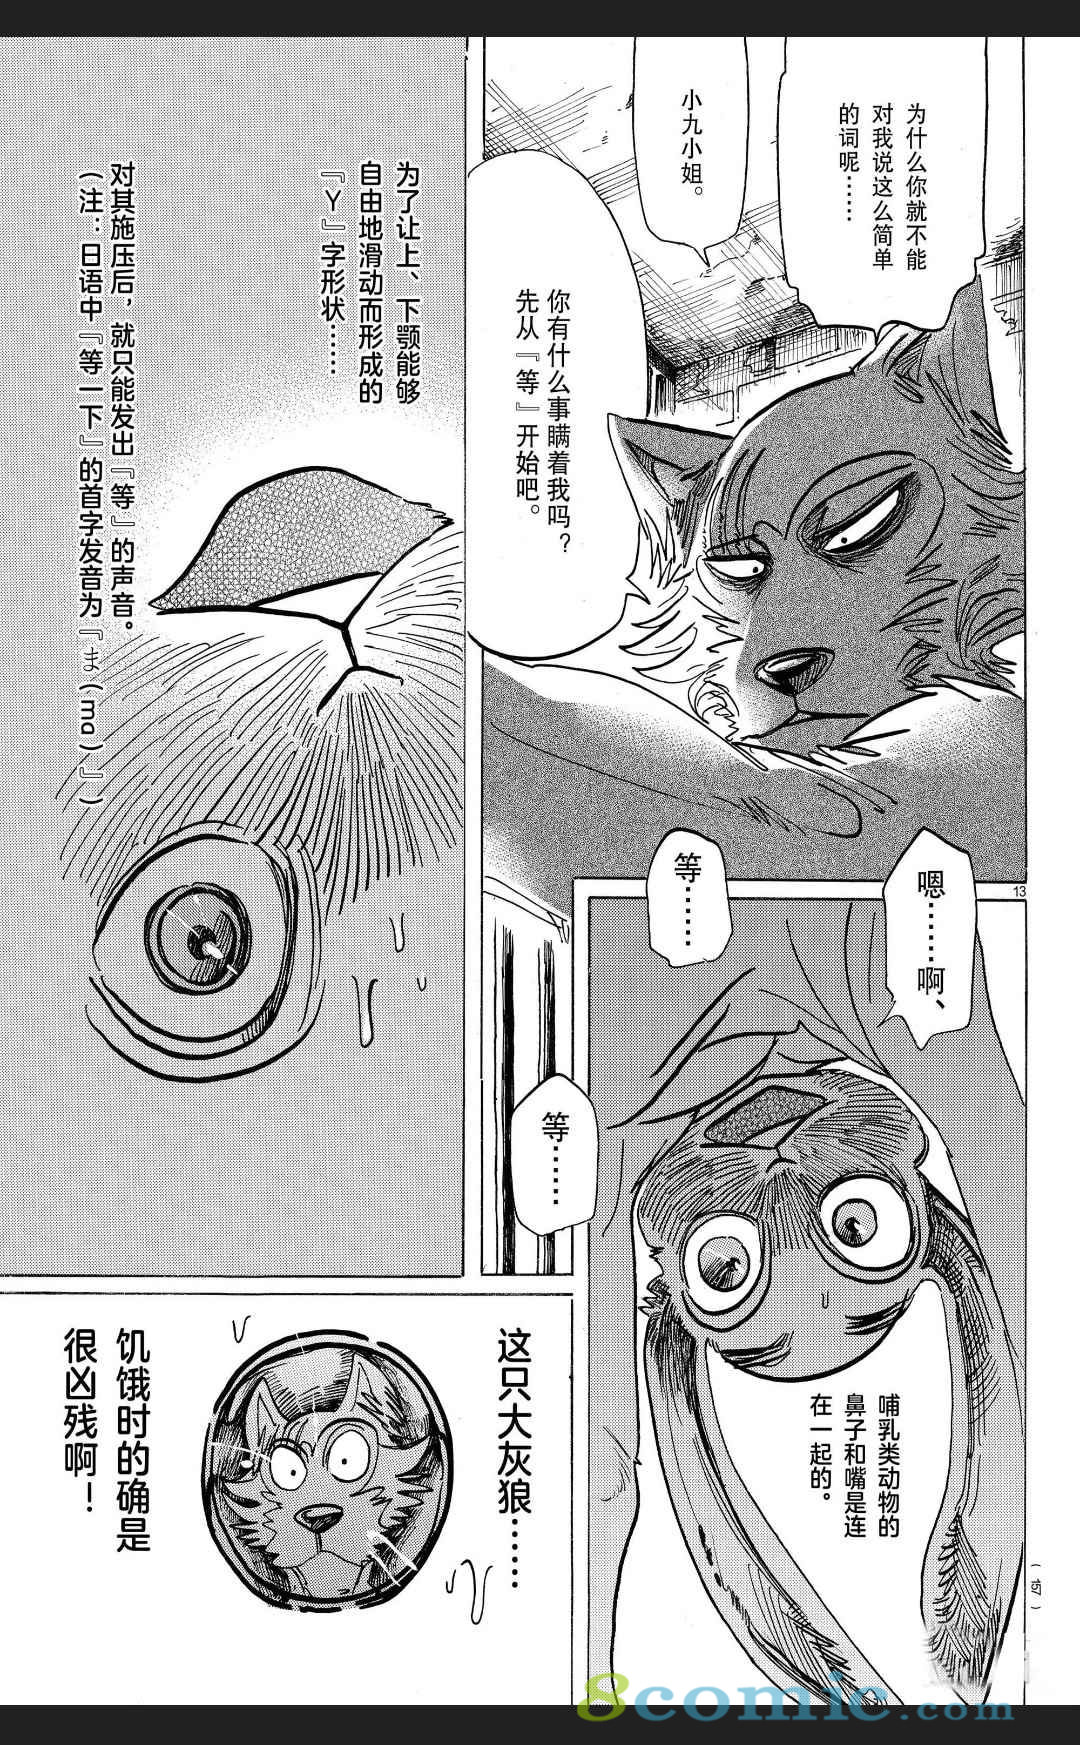 为什么你就不能
对我说这么简单
的词呢……
小九小姐。
你有什么事瞒着我吗？
先从『等』开始吧。
13
嗯……啊、
等……
等……
哺乳类动物的
鼻子和嘴是连
在一起的。
为了让上、下颚能够
自由地滑动而形成的
『Y』字形状……
对其施压后，就只能发出『等』的声音。
（注：日语中『等一下』的首字发音为『ま(ma)』）
这只大灰狼……
饥饿时的确是
很凶残啊！
( 157 )
8comic.com